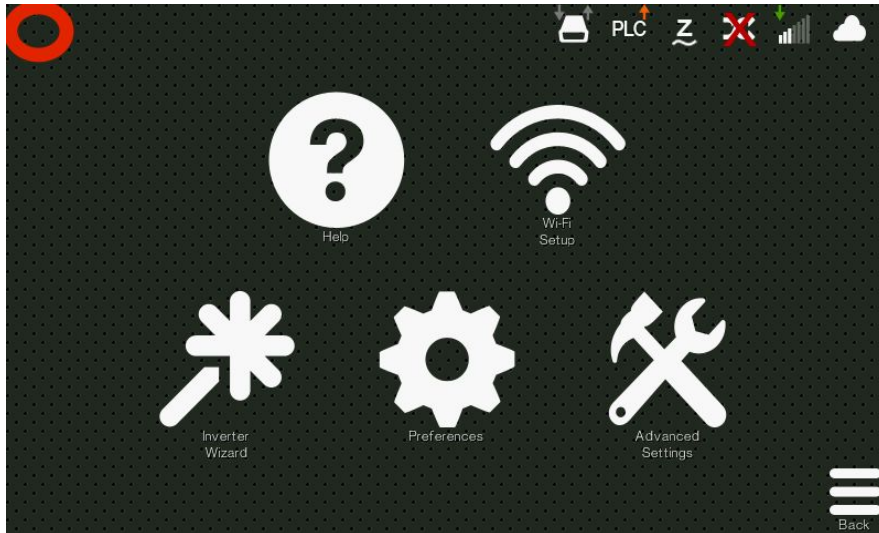 PLC Z
?
Help
Wi-Fi
Setup
Inverter
Wizard
Preferences
Advanced
Settings
Back